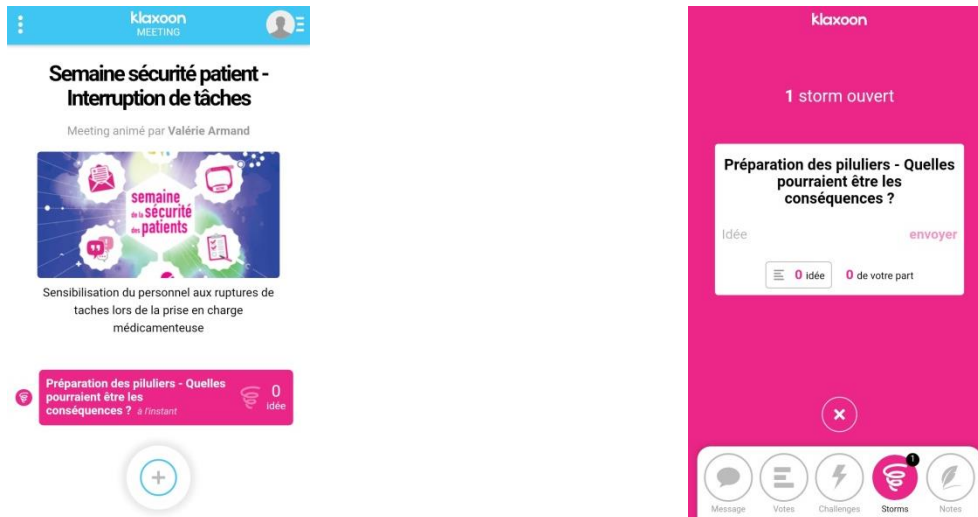 klaxoon
MEETING
Semaine sécurité patient -
Interruption de tâches
Meeting animé par Valérie Armand
semaine
de la sécurité
des patients
Sensibilisation du personnel aux ruptures de
taches lors de la prise en charge
médicamenteuse
Préparation des piluliers - Quelles
pourraient être les
conséquences ? à l'instant
0
idée
klaxoon
1 storm ouvert
Préparation des piluliers - Quelles
pourraient être les
conséquences ?
Idée envoyer
0 idée 0 de votre part
1
Message Votes Challenges Storms Notes